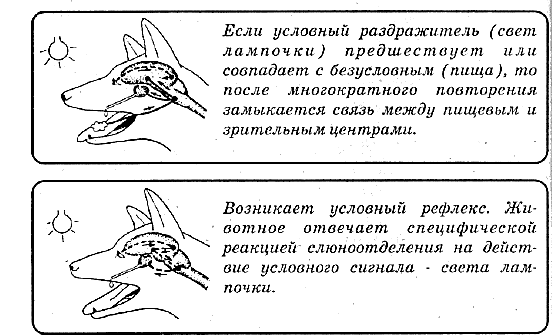 Если условный раздражитель (свет
лампочки) предшествует или
совпадает с безусловным (пища), то
после многократного повторения
замыкается связь между пищевым и
зрительным центрами.
Возникает условный рефлекс. Жи-
вотное отвечает специфической
реакцией слюноотделения на дейст-
вие условного сигнала - света лам-
почки.